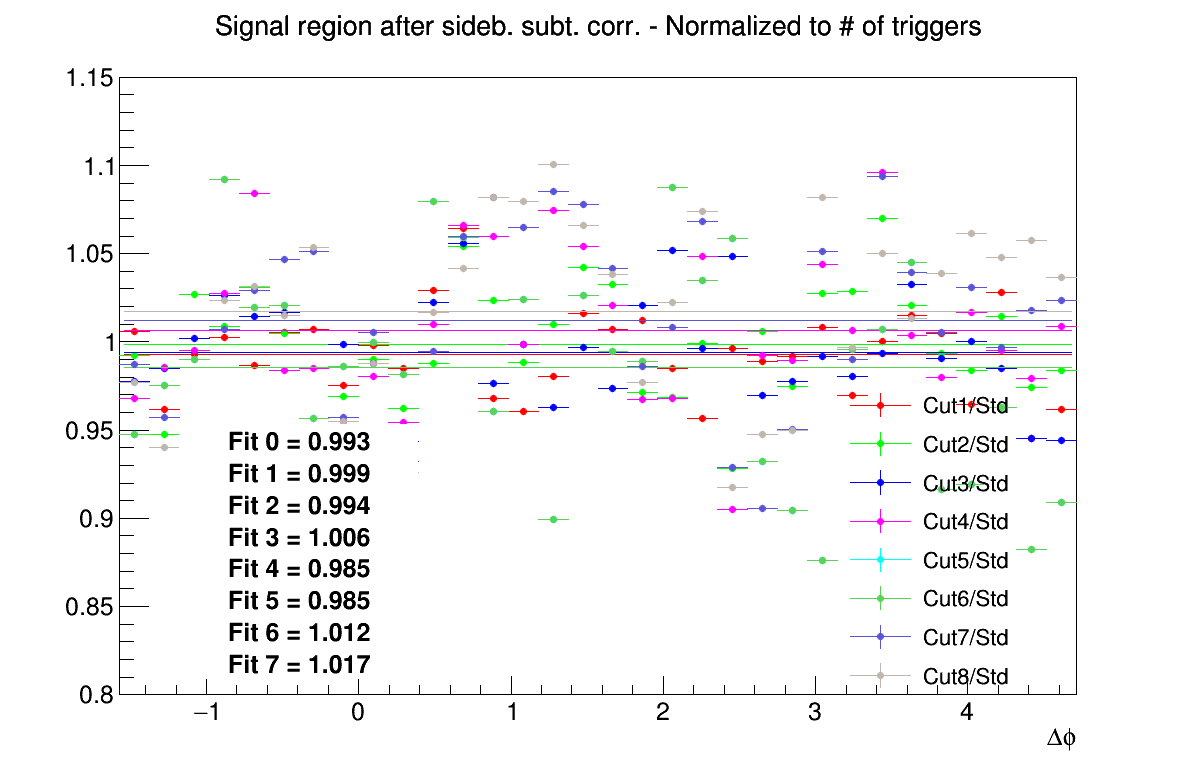 Signal region after sideb. subt. corr. - Normalized to # of triggers
1.15
1.1
1.05
1
0.95
0.9
0.85
0.8
Fit 0 = 0.993
Fit 1 = 0.999
Fit 2 = 0.994
Fit 3 = 1.006
Fit 4 = 0.985
Fit 5 = 0.985
Fit 6 = 1.012
Fit 7 = 1.017
Cut1/Std
Cut2/Std
Cut3/Std
Cut4/Std
Cut5/Std
Cut6/Std
Cut7/Std
Cut8/Std
−1 0 1 2 3 4
Δϕ